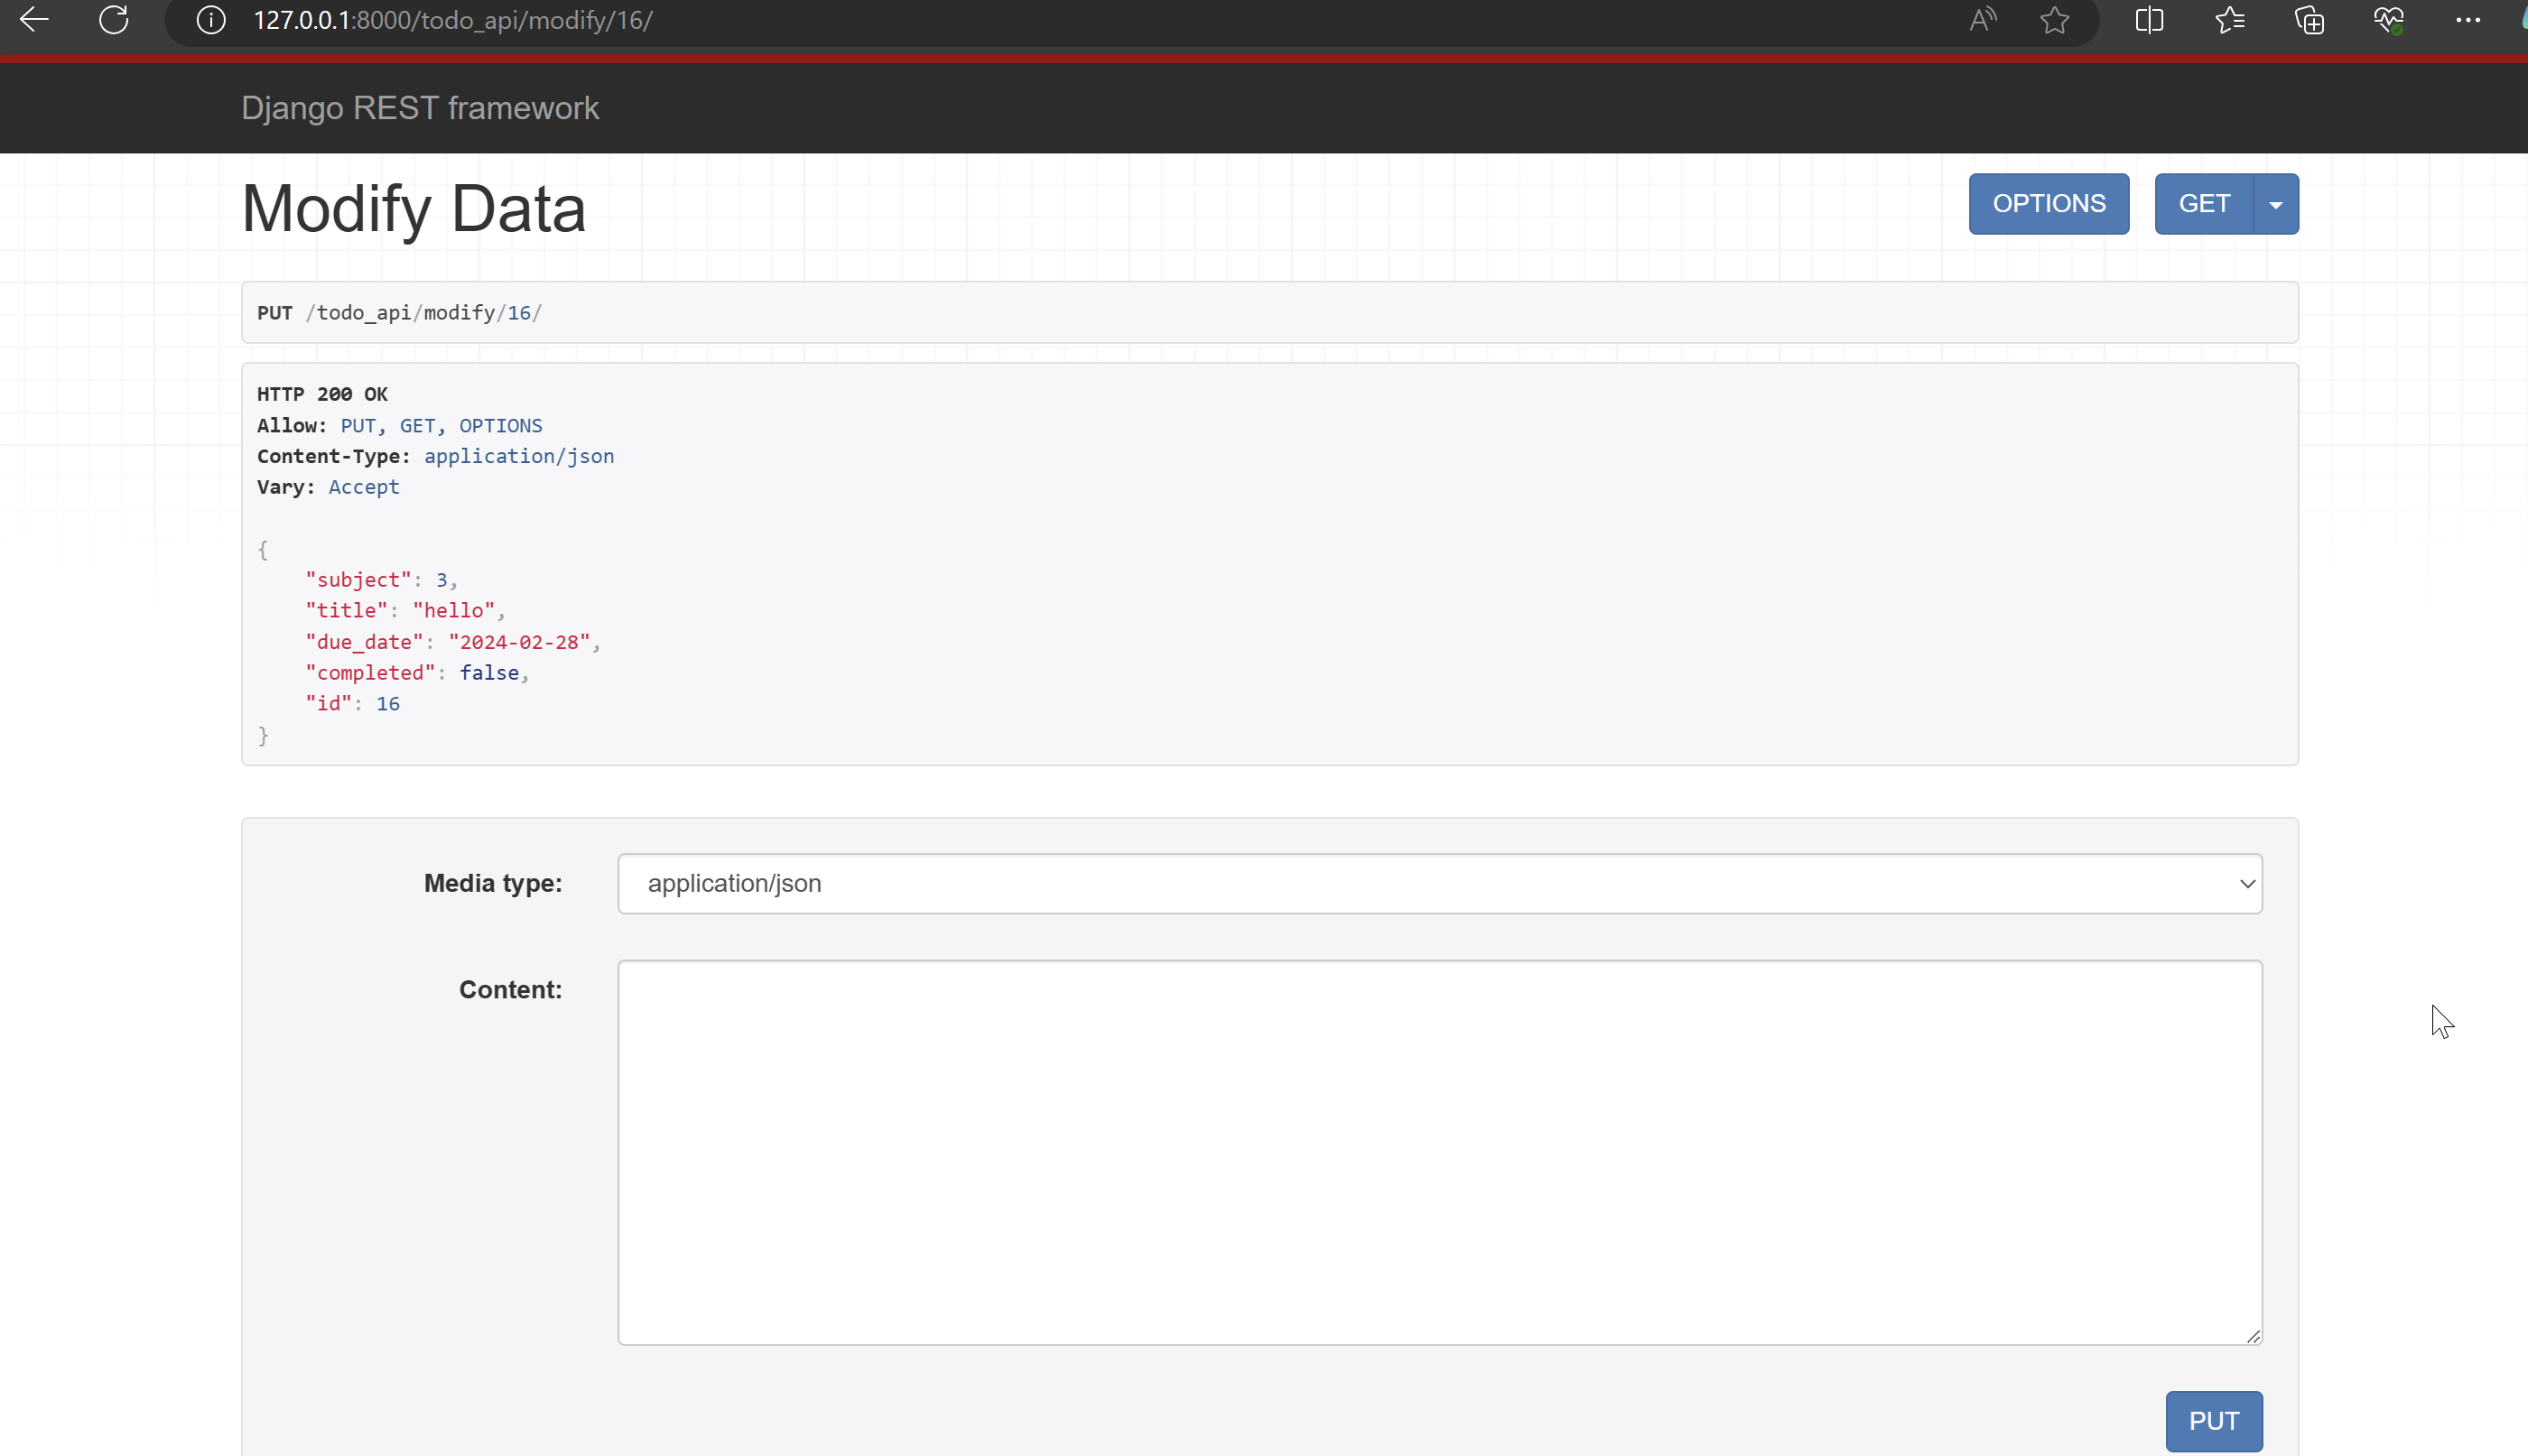 127.0.0.1:8000/todo_api/modify/16/
Django REST framework
Modify Data
OPTIONS
GET
PUT /todo_api/modify/16/
HTTP 200 OK
Allow: PUT, GET, OPTIONS
Content-Type: application/json
Vary: Accept
{
    "subject": 3,
    "title": "hello",
    "due_date": "2024-02-28",
    "completed": false,
    "id": 16
}
Media type:
application/json
Content:
PUT